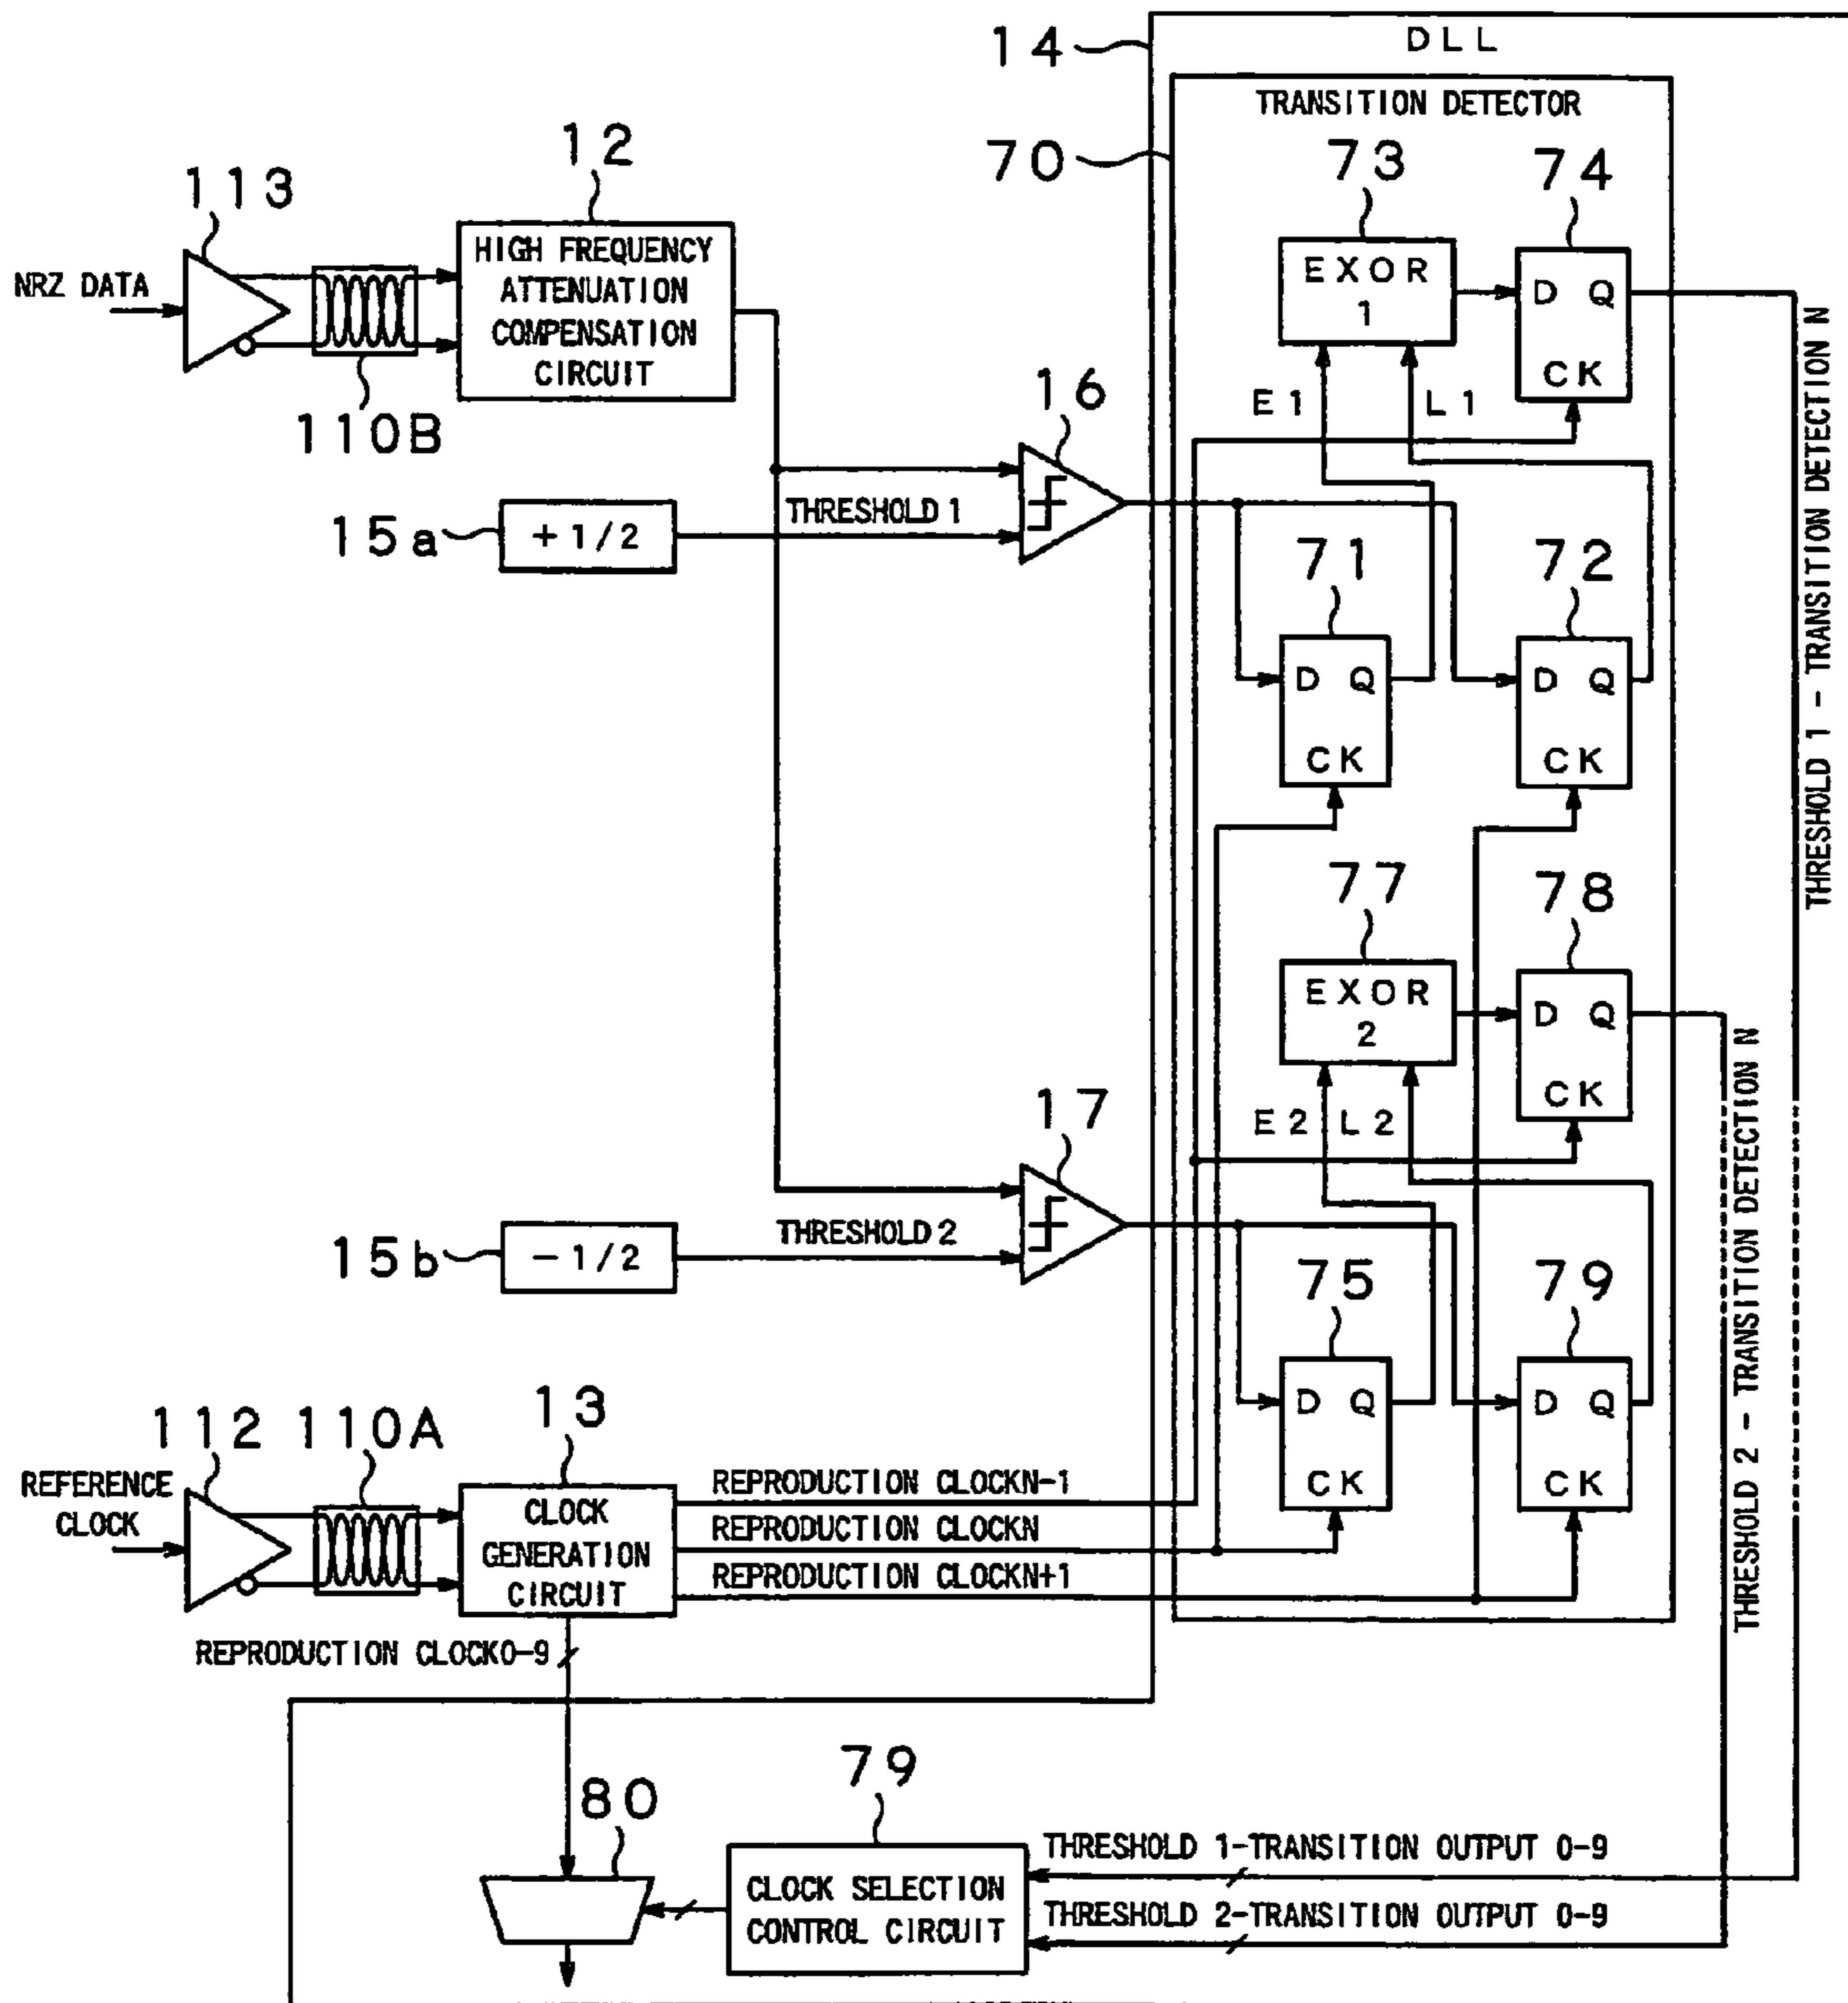 14
DLL
TRANSITION DETECTOR
70
73
74
12
113
HIGH FREQUENCY
ATTENUATION
COMPENSATION
CIRCUIT
NRZ DATA
110B
EXOR
1
D Q
CK
E1
L1
16
15a
+1/2
THRESHOLD 1
71
72
D Q
CK
D Q
CK
THRESHOLD 1 - TRANSITION DETECTION N
77
78
EXOR
2
D Q
CK
E2
L2
17
15b
-1/2
THRESHOLD 2
75
79
D Q
CK
D Q
CK
THRESHOLD 2 - TRANSITION DETECTION N
112
110A
13
REFERENCE
CLOCK
CLOCK
GENERATION
CIRCUIT
REPRODUCTION CLOCKN-1
REPRODUCTION CLOCKN
REPRODUCTION CLOCKN+1
REPRODUCTION CLOCK0-9
80
79
CLOCK SELECTION
CONTROL CIRCUIT
THRESHOLD 1-TRANSITION OUTPUT 0-9
THRESHOLD 2-TRANSITION OUTPUT 0-9